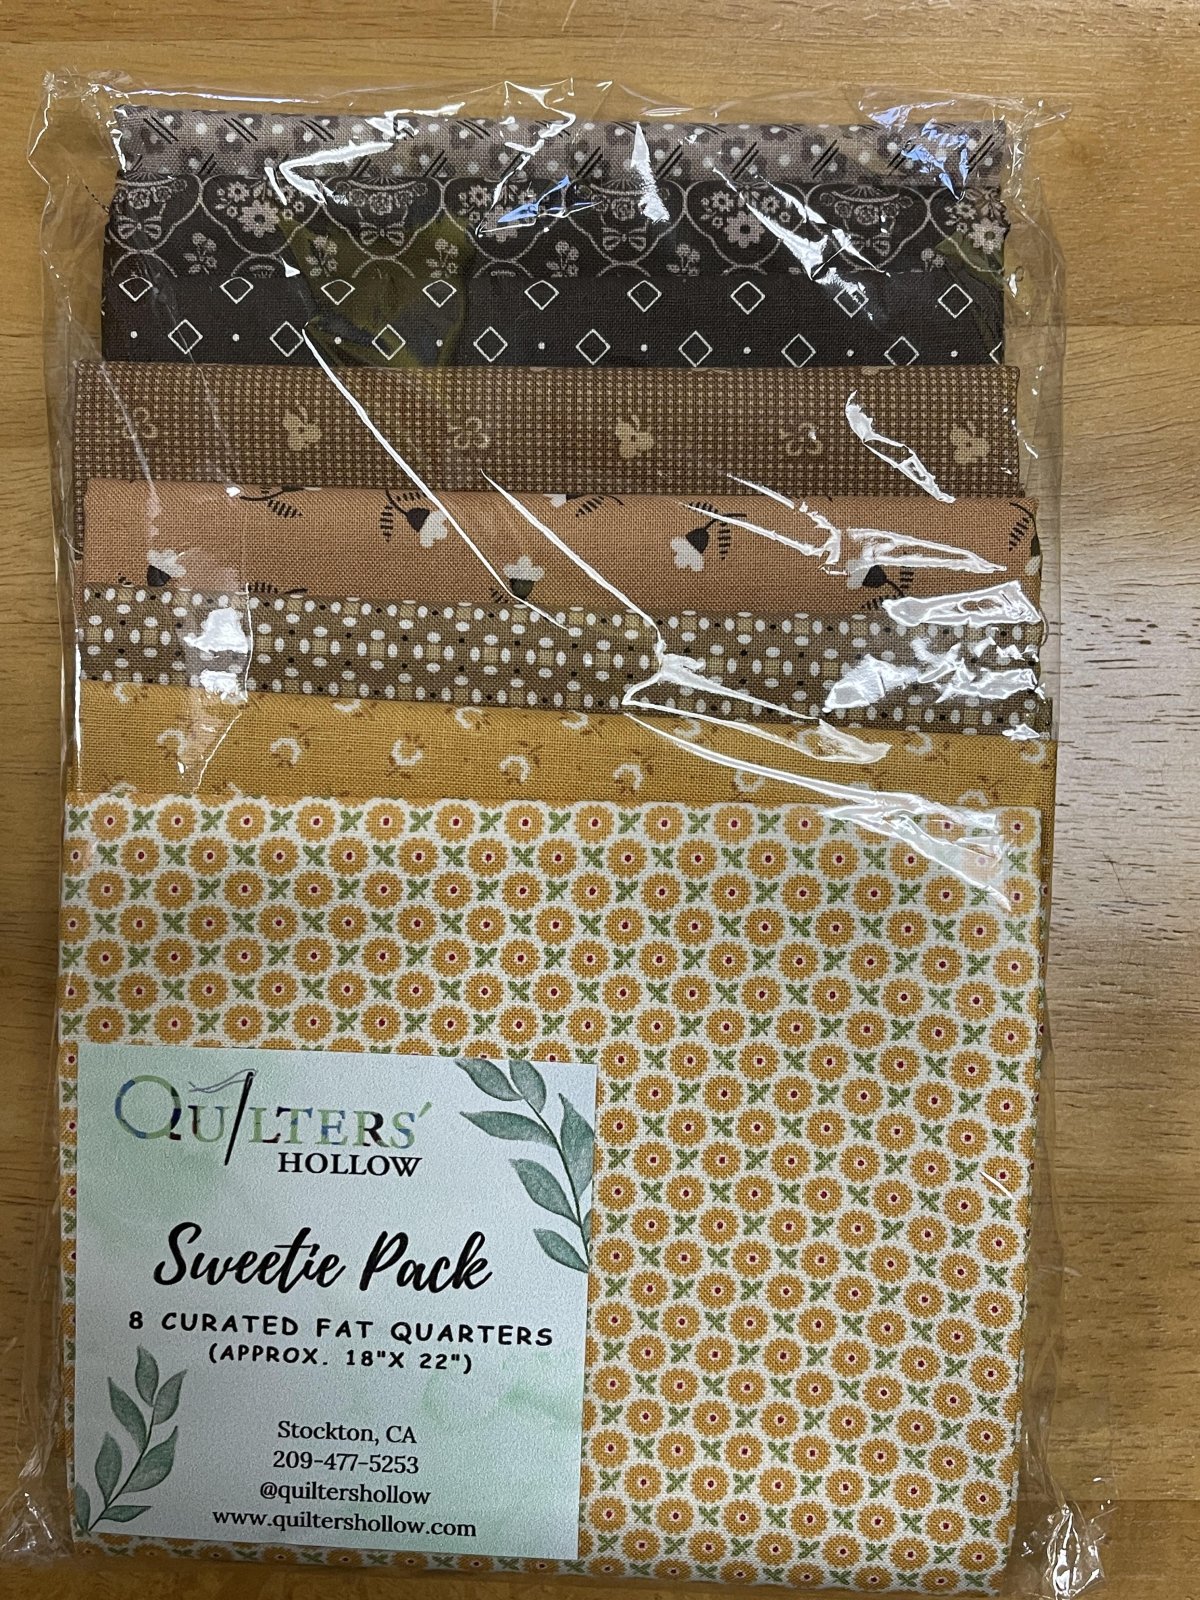 QUILTERS'
HOLLOW
Sweetie Pack
8 CURATED FAT QUARTERS
(APPROX. 18"X 22")
Stockton, CA
209-477-5253
@quiltershollow
www.quiltershollow.com